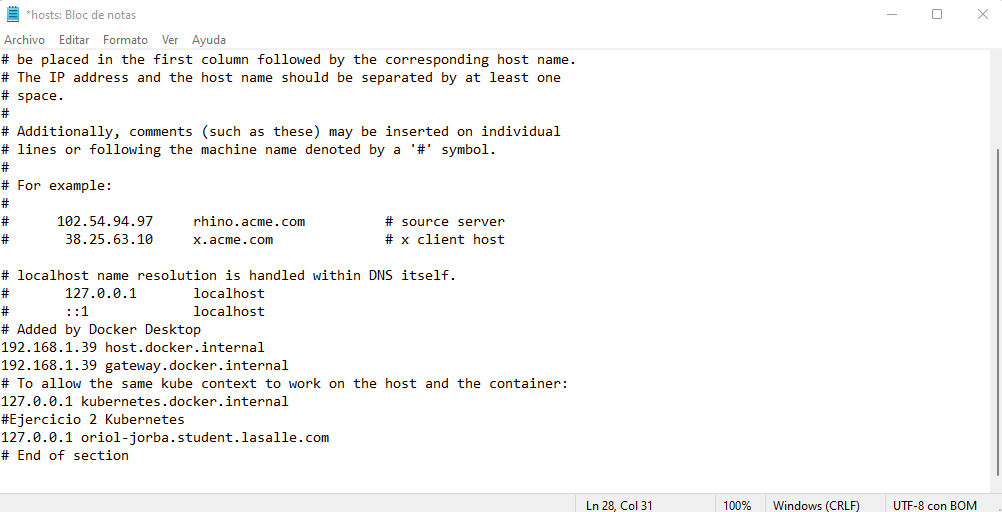 *hosts: Bloc de notas
Archivo Editar Formato Ver Ayuda
# be placed in the first column followed by the corresponding host name.
# The IP address and the host name should be separated by at least one
# space.
#
# Additionally, comments (such as these) may be inserted on individual
# lines or following the machine name denoted by a '#' symbol.
#
# For example:
#
#      102.54.94.97     rhino.acme.com          # source server
#       38.25.63.10     x.acme.com              # x client host

# localhost name resolution is handled within DNS itself.
#       127.0.0.1       localhost
#       ::1             localhost
# Added by Docker Desktop
192.168.1.39 host.docker.internal
192.168.1.39 gateway.docker.internal
# To allow the same kube context to work on the host and the container:
127.0.0.1 kubernetes.docker.internal
#Ejercicio 2 Kubernetes
127.0.0.1 oriol-jorba.student.lasalle.com
# End of section
Ln 28, Col 31 100% Windows (CRLF) UTF-8 con BOM